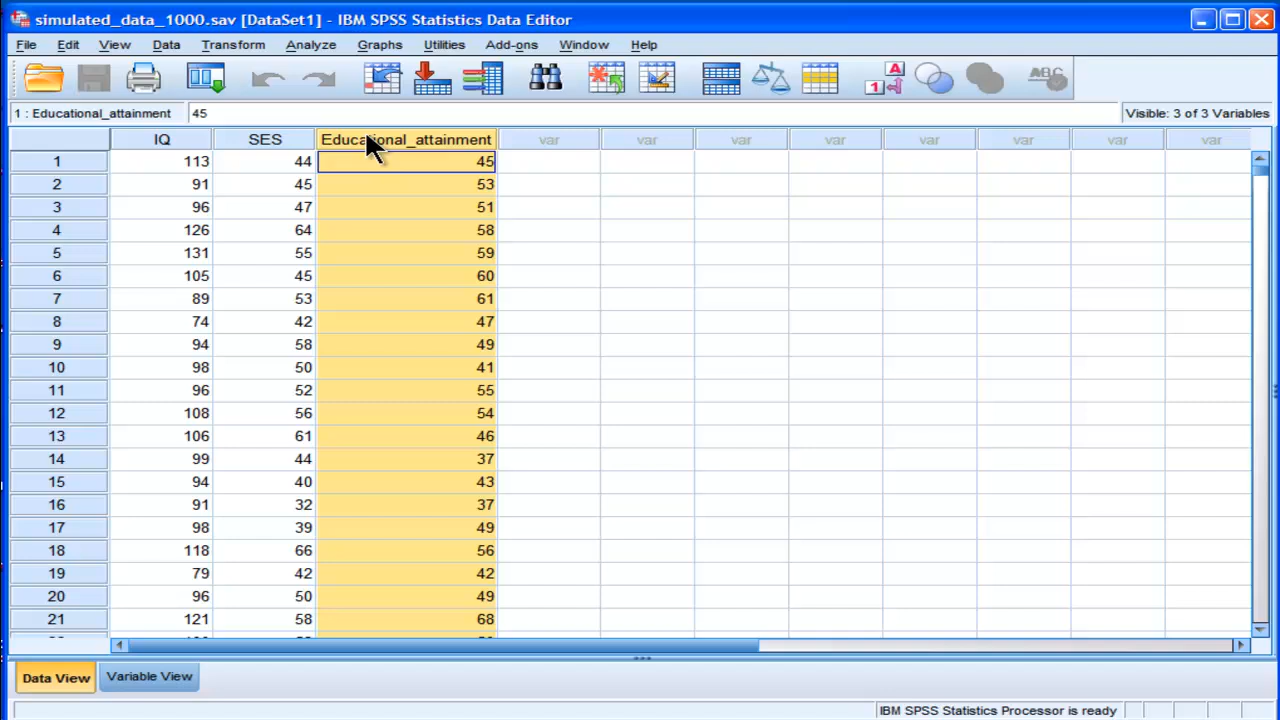 simulated_data_1000.sav [DataSet1] - IBM SPSS Statistics Data Editor
File Edit View Data Transform Analyze Graphs Utilities Add-ons Window Help
1 A
ABC
1 : Educational_attainment 45 Visible: 3 of 3 Variables
IQ SES Educational_attainment var var var var var var var var
1 113 44 45
2 91 45 53
3 96 47 51
4 126 64 58
5 131 55 59
6 105 45 60
7 89 53 61
8 74 42 47
9 94 58 49
10 98 50 41
11 96 52 55
12 108 56 54
13 106 61 46
14 99 44 37
15 94 40 43
16 91 32 37
17 98 39 49
18 118 66 56
19 79 42 42
20 96 50 49
21 121 58 68
Data View Variable View
IBM SPSS Statistics Processor is ready